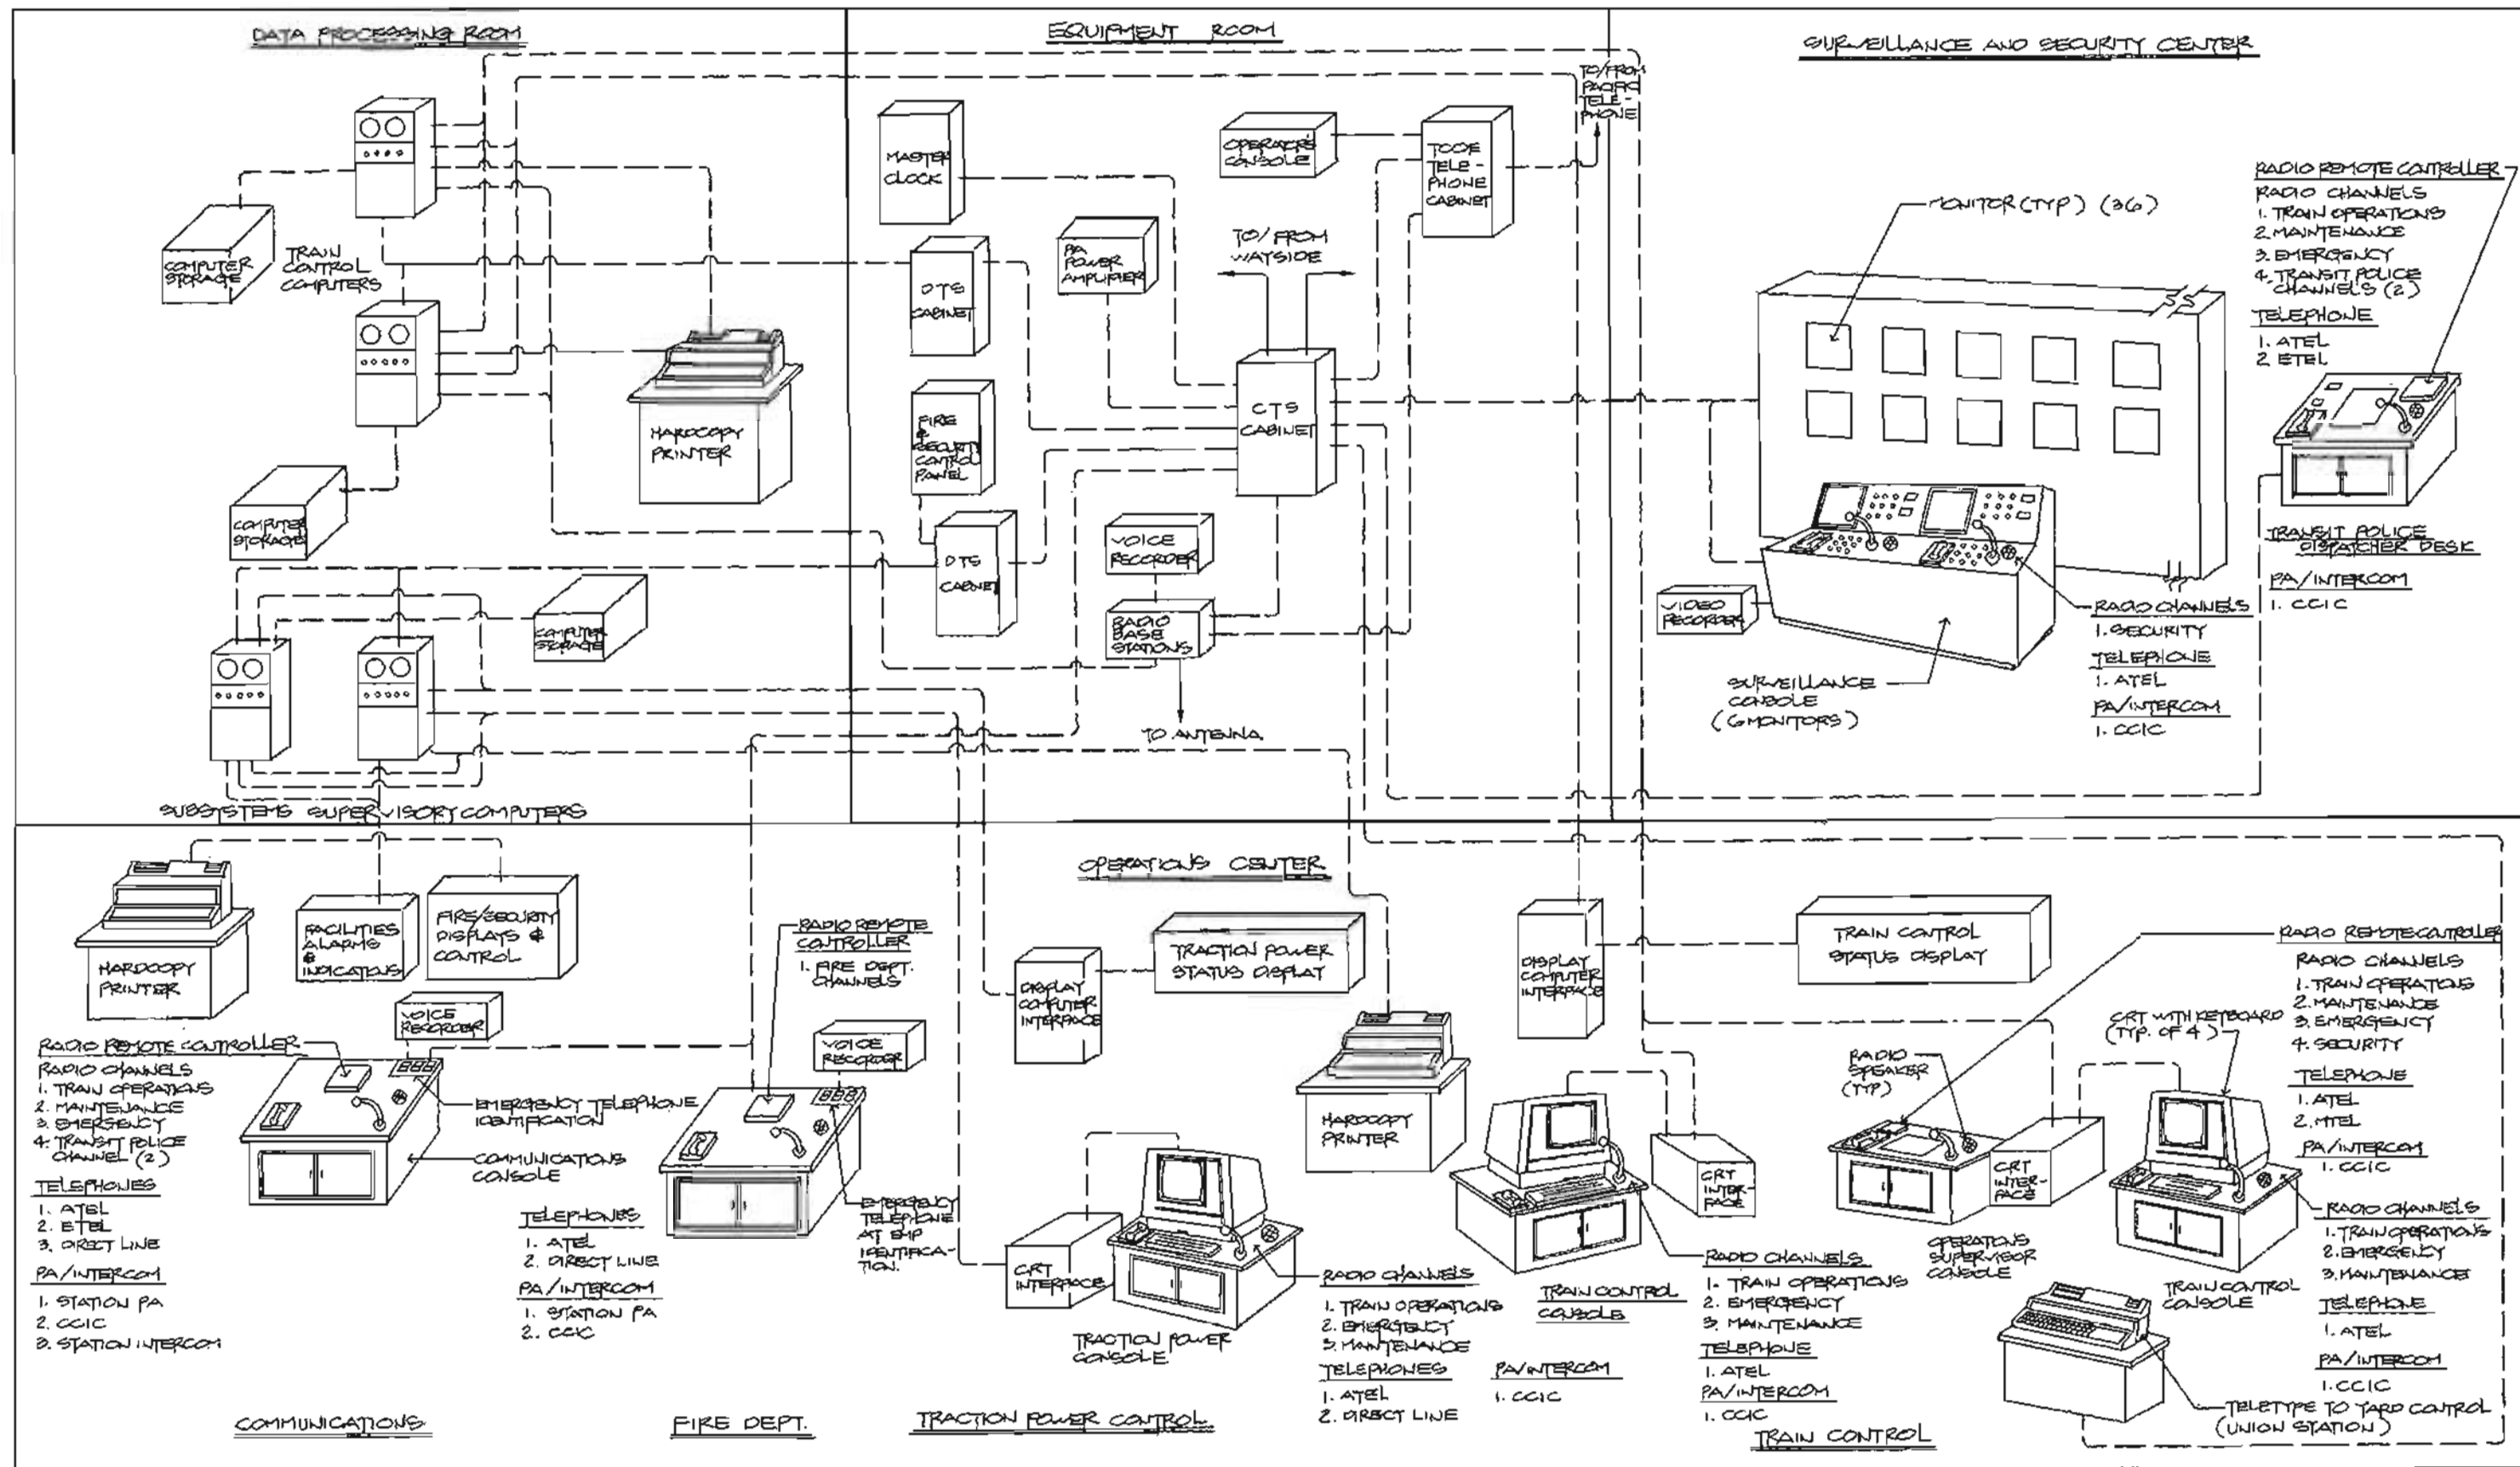 DATA PROCESSING ROOM
EQUIPMENT ROOM
SURVEILLANCE AND SECURITY CENTER
COMPUTER
STORAGE
TRAIN
CONTROL
COMPUTERS
HARDCOPY
PRINTER
COMPUTER
STORAGE
COMPUTER
STORAGE
SUBSYSTEMS SUPERVISORY COMPUTERS
MASTER
CLOCK
OPERATORS
CONSOLE
TELE-
PHONE
CABINET
TO/FROM
PACIFIC
TELE-
PHONE
PA
POWER
AMPLIFIER
TO/FROM
WAYSIDE
DTS
CABINET
FIRE
&
SECURITY
CONTROL
PANEL
CTS
CABINET
DTS
CABINET
VOICE
RECORDER
RADIO
BASE
STATIONS
TO ANTENNA
MONITOR (TYP) (36)
RADIO REMOTE CONTROLLER
RADIO CHANNELS
1. TRAIN OPERATIONS
2. MAINTENANCE
3. EMERGENCY
4. TRANSIT POLICE
CHANNELS (2)
TELEPHONE
1. ATEL
2. ETEL
TRANSIT POLICE
DISPATCHER DESK
PA/INTERCOM
1. CCIC
VIDEO
RECORDER
RADIO CHANNELS
1. SECURITY
TELEPHONE
1. ATEL
PA/INTERCOM
1. CCIC
SURVEILLANCE
CONSOLE
(6 MONITORS)
OPERATIONS CENTER
HARDCOPY
PRINTER
FACILITIES
ALARMS
&
INDICATIONS
FIRE/SECURITY
DISPLAYS &
CONTROL
VOICE
RECORDER
RADIO REMOTE CONTROLLER
RADIO CHANNELS
1. TRAIN OPERATIONS
2. MAINTENANCE
3. EMERGENCY
4. TRANSIT POLICE
CHANNEL (2)
TELEPHONES
1. ATEL
2. ETEL
3. DIRECT LINE
PA/INTERCOM
1. STATION PA
2. CCIC
3. STATION INTERCOM
EMERGENCY TELEPHONE
IDENTIFICATION
COMMUNICATIONS
CONSOLE
COMMUNICATIONS
RADIO REMOTE
CONTROLLER
1. FIRE DEPT.
CHANNELS
VOICE
RECORDER
EMERGENCY
TELEPHONE
AT EMP
IDENTIFICA-
TION.
TELEPHONES
1. ATEL
2. DIRECT LINE
PA/INTERCOM
1. STATION PA
2. CCIC
FIRE DEPT.
DISPLAY
COMPUTER
INTERFACE
TRACTION POWER
STATUS DISPLAY
HARDCOPY
PRINTER
CRT
INTERFACE
TRACTION POWER
CONSOLE
RADIO CHANNELS
1. TRAIN OPERATIONS
2. EMERGENCY
3. MAINTENANCE
TELEPHONES
1. ATEL
2. DIRECT LINE
PA/INTERCOM
1. CCIC
TRACTION POWER CONTROL
DISPLAY
COMPUTER
INTERFACE
TRAIN CONTROL
STATUS DISPLAY
CRT
INTER-
FACE
TRAIN CONTROL
CONSOLE
RADIO CHANNELS
1. TRAIN OPERATIONS
2. EMERGENCY
3. MAINTENANCE
TELEPHONE
1. ATEL
PA/INTERCOM
1. CCIC
RADIO
SPEAKER
(TYP)
CRT WITH KEYBOARD
(TYP. OF 4)
RADIO REMOTE CONTROLLER
RADIO CHANNELS
1. TRAIN OPERATIONS
2. MAINTENANCE
3. EMERGENCY
4. SECURITY
TELEPHONE
1. ATEL
2. MTEL
PA/INTERCOM
1. CCIC
CRT
INTER-
FACE
OPERATIONS
SUPERVISOR
CONSOLE
TRAIN CONTROL
CONSOLE
RADIO CHANNELS
1. TRAIN OPERATIONS
2. EMERGENCY
3. MAINTENANCE
TELEPHONE
1. ATEL
PA/INTERCOM
1. CCIC
TELETYPE TO YARD CONTROL
(UNION STATION)
TRAIN CONTROL